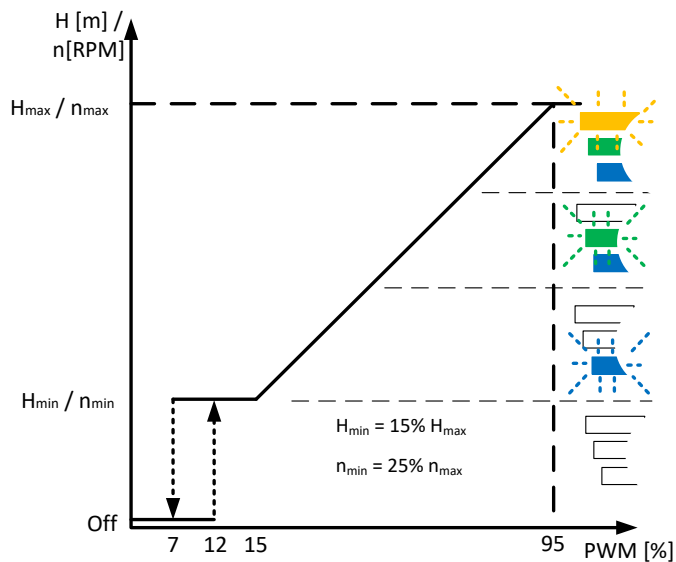 H [m] /
n[RPM]
Hmax / nmax
Hmin / nmin
Hmin = 15% Hmax
nmin = 25% nmax
Off
7
12
15
95
PWM [%]